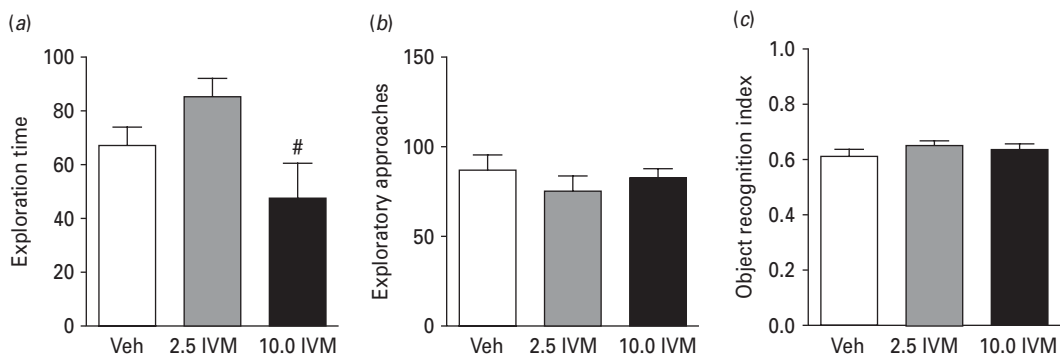 (a)
Exploration time
100
80
60
40
20
0
#
Veh 2.5 IVM 10.0 IVM
(b)
Exploratory approaches
150
100
50
0
Veh 2.5 IVM 10.0 IVM
(c)
Object recognition index
1.0
0.8
0.6
0.4
0.2
0.0
Veh 2.5 IVM 10.0 IVM